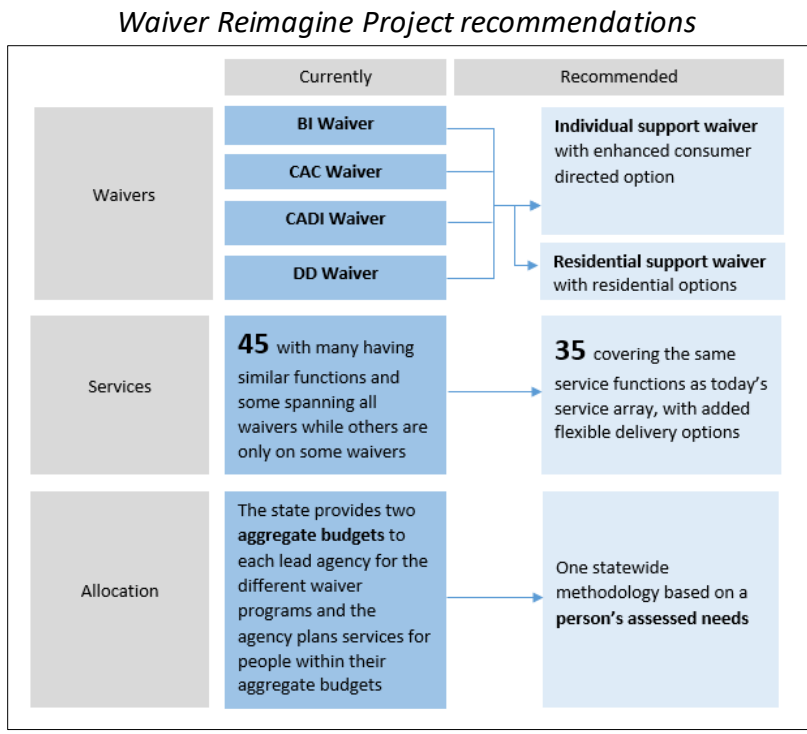 Waiver Reimagine Project recommendations
Currently
Recommended
Waivers
BI Waiver
CAC Waiver
CADI Waiver
DD Waiver
Individual support waiver
with enhanced consumer
directed option
Residential support waiver
with residential options
Services
45 with many having
similar functions and
some spanning all
waivers while others are
only on some waivers
35 covering the same
service functions as today's
service array, with added
flexible delivery options
Allocation
The state provides two
aggregate budgets to
each lead agency for the
different waiver
programs and the
agency plans services for
people within their
aggregate budgets
One statewide
methodology based on a
person's assessed needs